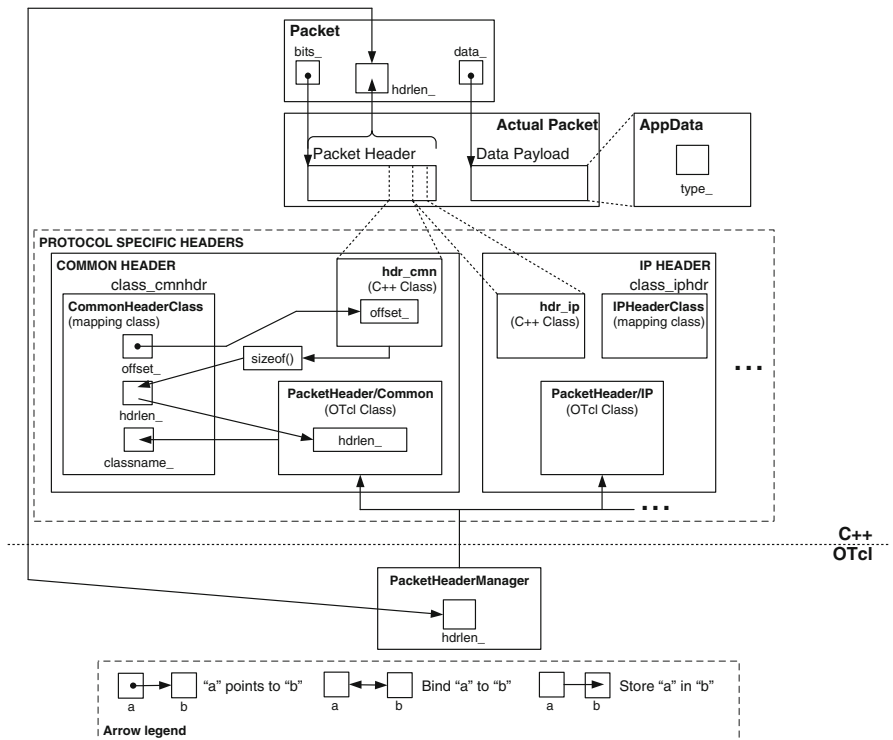 Packet
bits_
data_
hdrlen_
Actual Packet
AppData
Packet Header
Data Payload
type_
PROTOCOL SPECIFIC HEADERS
COMMON HEADER
IP HEADER
class_cmnhdr
hdr_cmn
(C++ Class)
class_iphdr
CommonHeaderClass
(mapping class)
offset_
hdr_ip
(C++ Class)
IPHeaderClass
(mapping class)
offset_
sizeof()
...
hdrlen_
PacketHeader/Common
(OTcl Class)
PacketHeader/IP
(OTcl Class)
hdrlen_
classname_
...
C++
OTcl
PacketHeaderManager
hdrlen_
a
b
“a” points to “b”
a
b
Bind “a” to “b”
a
b
Store “a” in “b”
Arrow legend